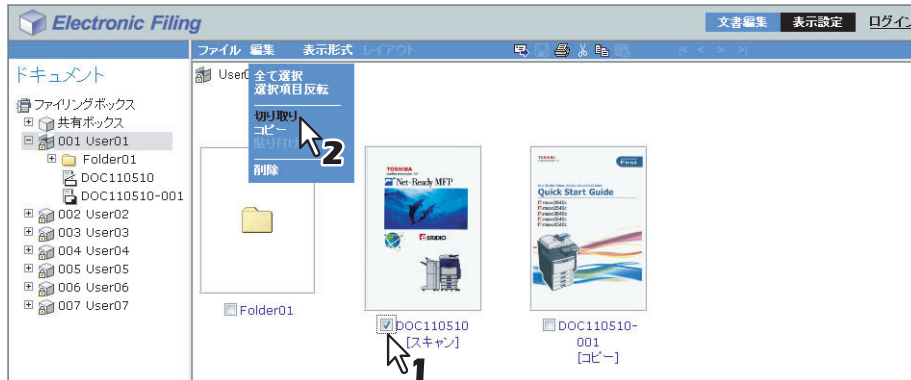 Electronic Filing
文書編集 表示設定 ログイン
ファイル 編集 表示形式 レイアウト
ドキュメント
ファイリングボックス
共有ボックス
001 User01
Folder01
DOC110510
DOC110510-001
002 User02
003 User03
004 User04
005 User05
006 User06
007 User07
全て選択
選択項目反転
切り取り
コピー
削除
2
TOSHIBA
Net-Ready MFP
e-STUDIO
TOSHIBA
First
Quick Start Guide
Folder01
DOC110510
[スキャン]
DOC110510-
001
[コピー]
1